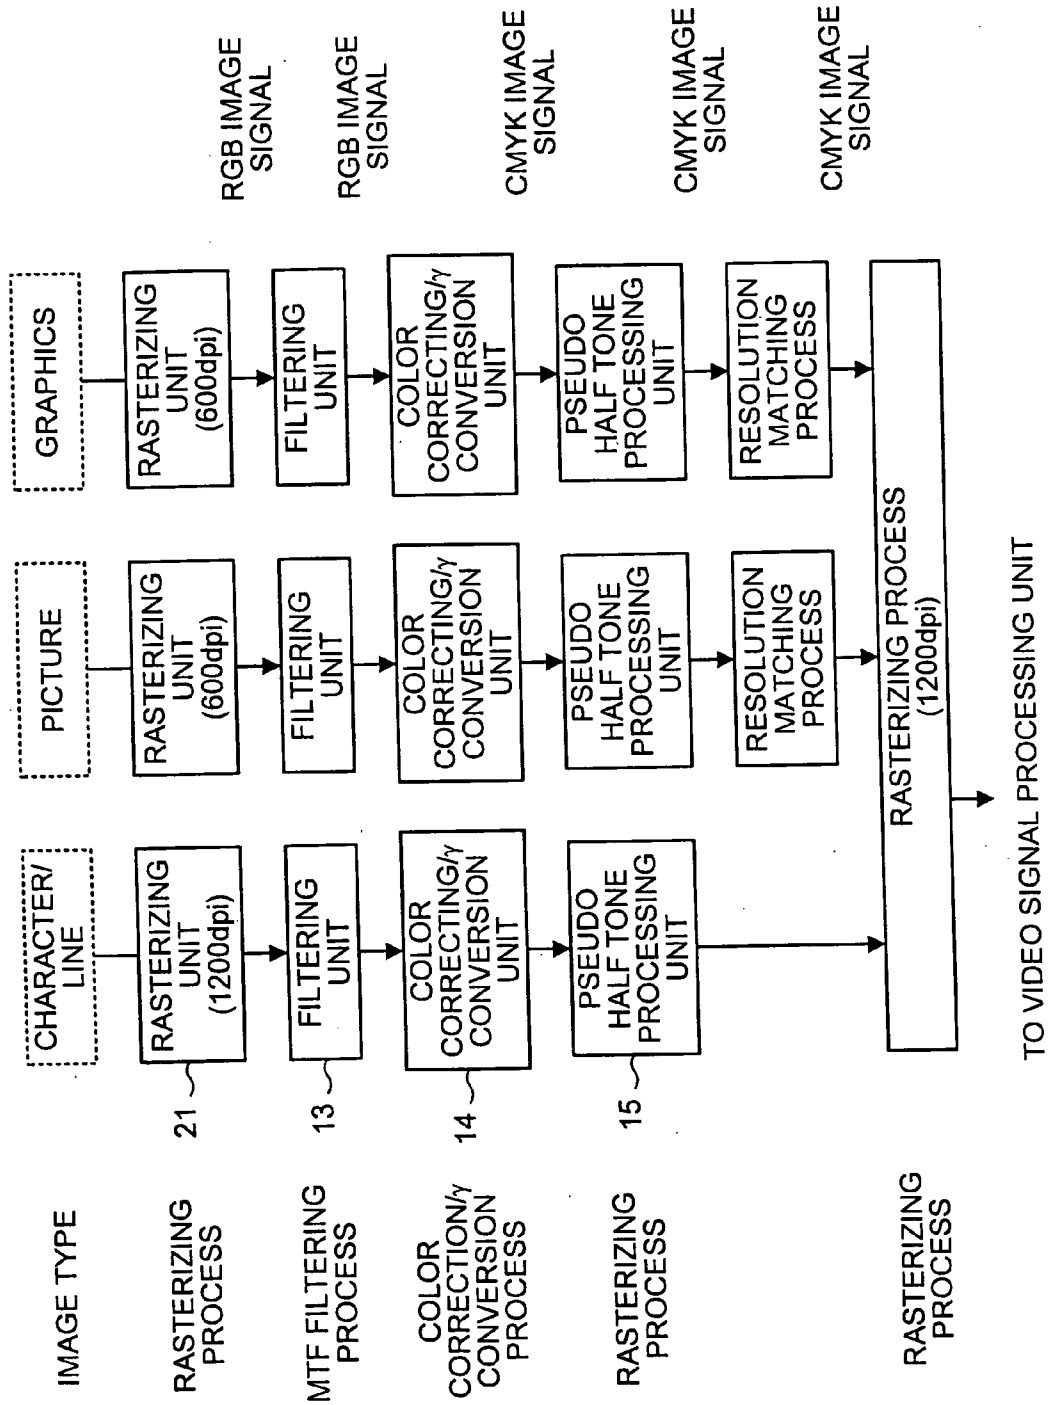 IMAGE TYPE
CHARACTER/
LINE
PICTURE
GRAPHICS
RASTERIZING
PROCESS
21
RASTERIZING
UNIT
(1200dpi)
RASTERIZING
UNIT
(600dpi)
RASTERIZING
UNIT
(600dpi)
RGB IMAGE
SIGNAL
MTF FILTERING
PROCESS
13
FILTERING
UNIT
FILTERING
UNIT
FILTERING
UNIT
RGB IMAGE
SIGNAL
COLOR
CORRECTION/γ
CONVERSION
PROCESS
14
COLOR
CORRECTING/γ
CONVERSION
UNIT
COLOR
CORRECTING/γ
CONVERSION
UNIT
COLOR
CORRECTING/γ
CONVERSION
UNIT
CMYK IMAGE
SIGNAL
RASTERIZING
PROCESS
15
PSEUDO
HALF TONE
PROCESSING
UNIT
PSEUDO
HALF TONE
PROCESSING
UNIT
PSEUDO
HALF TONE
PROCESSING
UNIT
CMYK IMAGE
SIGNAL
RESOLUTION
MATCHING
PROCESS
RESOLUTION
MATCHING
PROCESS
CMYK IMAGE
SIGNAL
RASTERIZING
PROCESS
RASTERIZING PROCESS
(1200dpi)
TO VIDEO SIGNAL PROCESSING UNIT